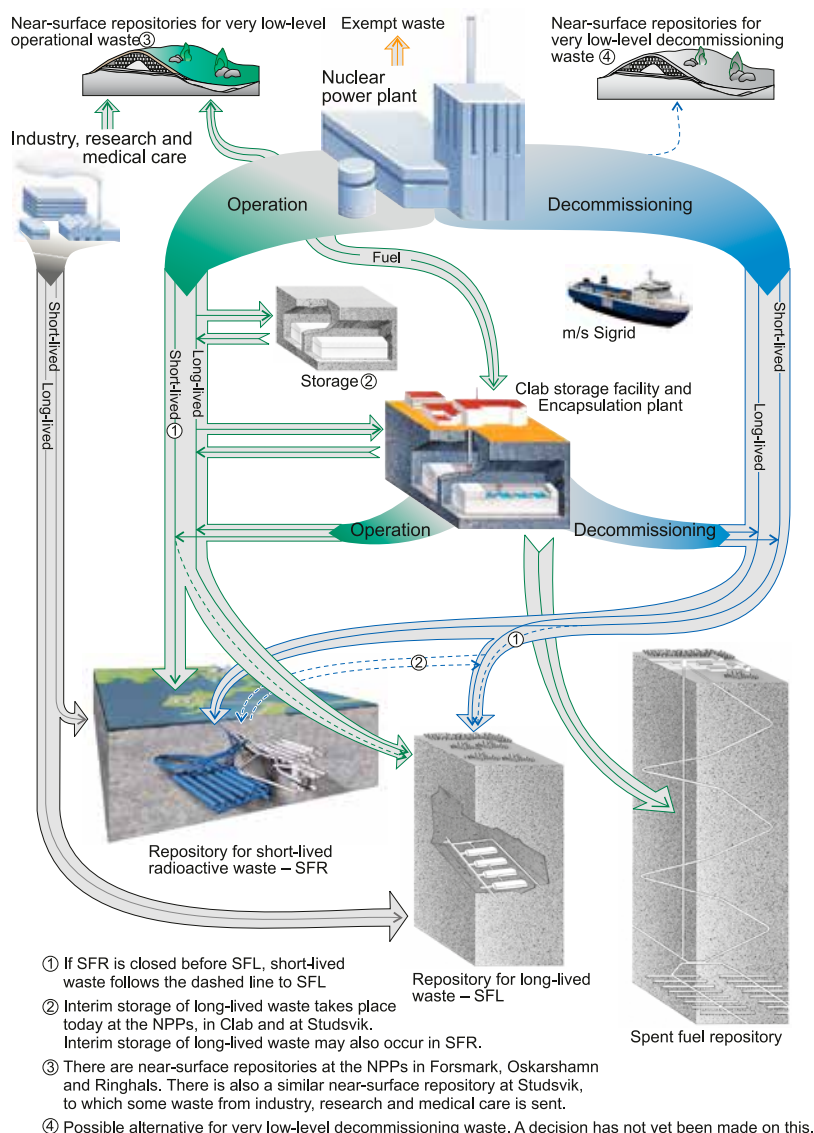 Near-surface repositories for very low-level
operational waste③
Exempt waste
Near-surface repositories for
very low-level decommissioning
waste ④
Nuclear
power plant
Industry, research and
medical care
Operation
Decommissioning
Fuel
m/s Sigrid
Short-lived
Long-lived
Short-lived
①
Long-lived
Storage②
Clab storage facility and
Encapsulation plant
Short-lived
Long-lived
Operation
Decommissioning
①
②
Repository for short-lived
radioactive waste – SFR
Repository for long-lived
waste – SFL
Spent fuel repository
① If SFR is closed before SFL, short-lived
waste follows the dashed line to SFL
② Interim storage of long-lived waste takes place
today at the NPPs, in Clab and at Studsvik.
Interim storage of long-lived waste may also occur in SFR.
③ There are near-surface repositories at the NPPs in Forsmark, Oskarshamn
and Ringhals. There is also a similar near-surface repository at Studsvik,
to which some waste from industry, research and medical care is sent.
④ Possible alternative for very low-level decommissioning waste. A decision has not yet been made on this.